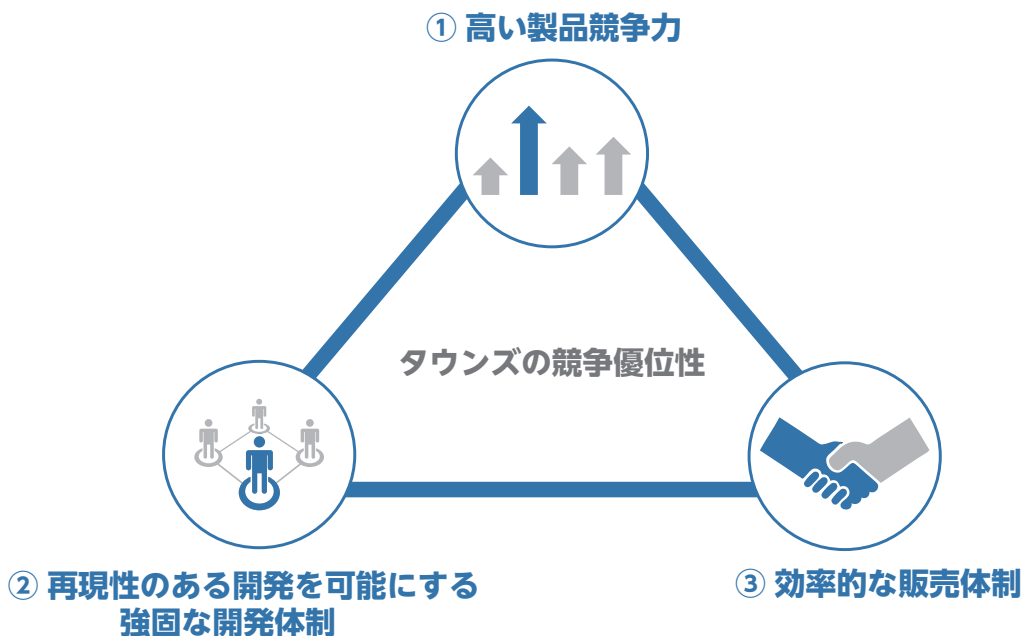 ① 高い製品競争力
タウンズの競争優位性
② 再現性のある開発を可能にする
強固な開発体制
③ 効率的な販売体制